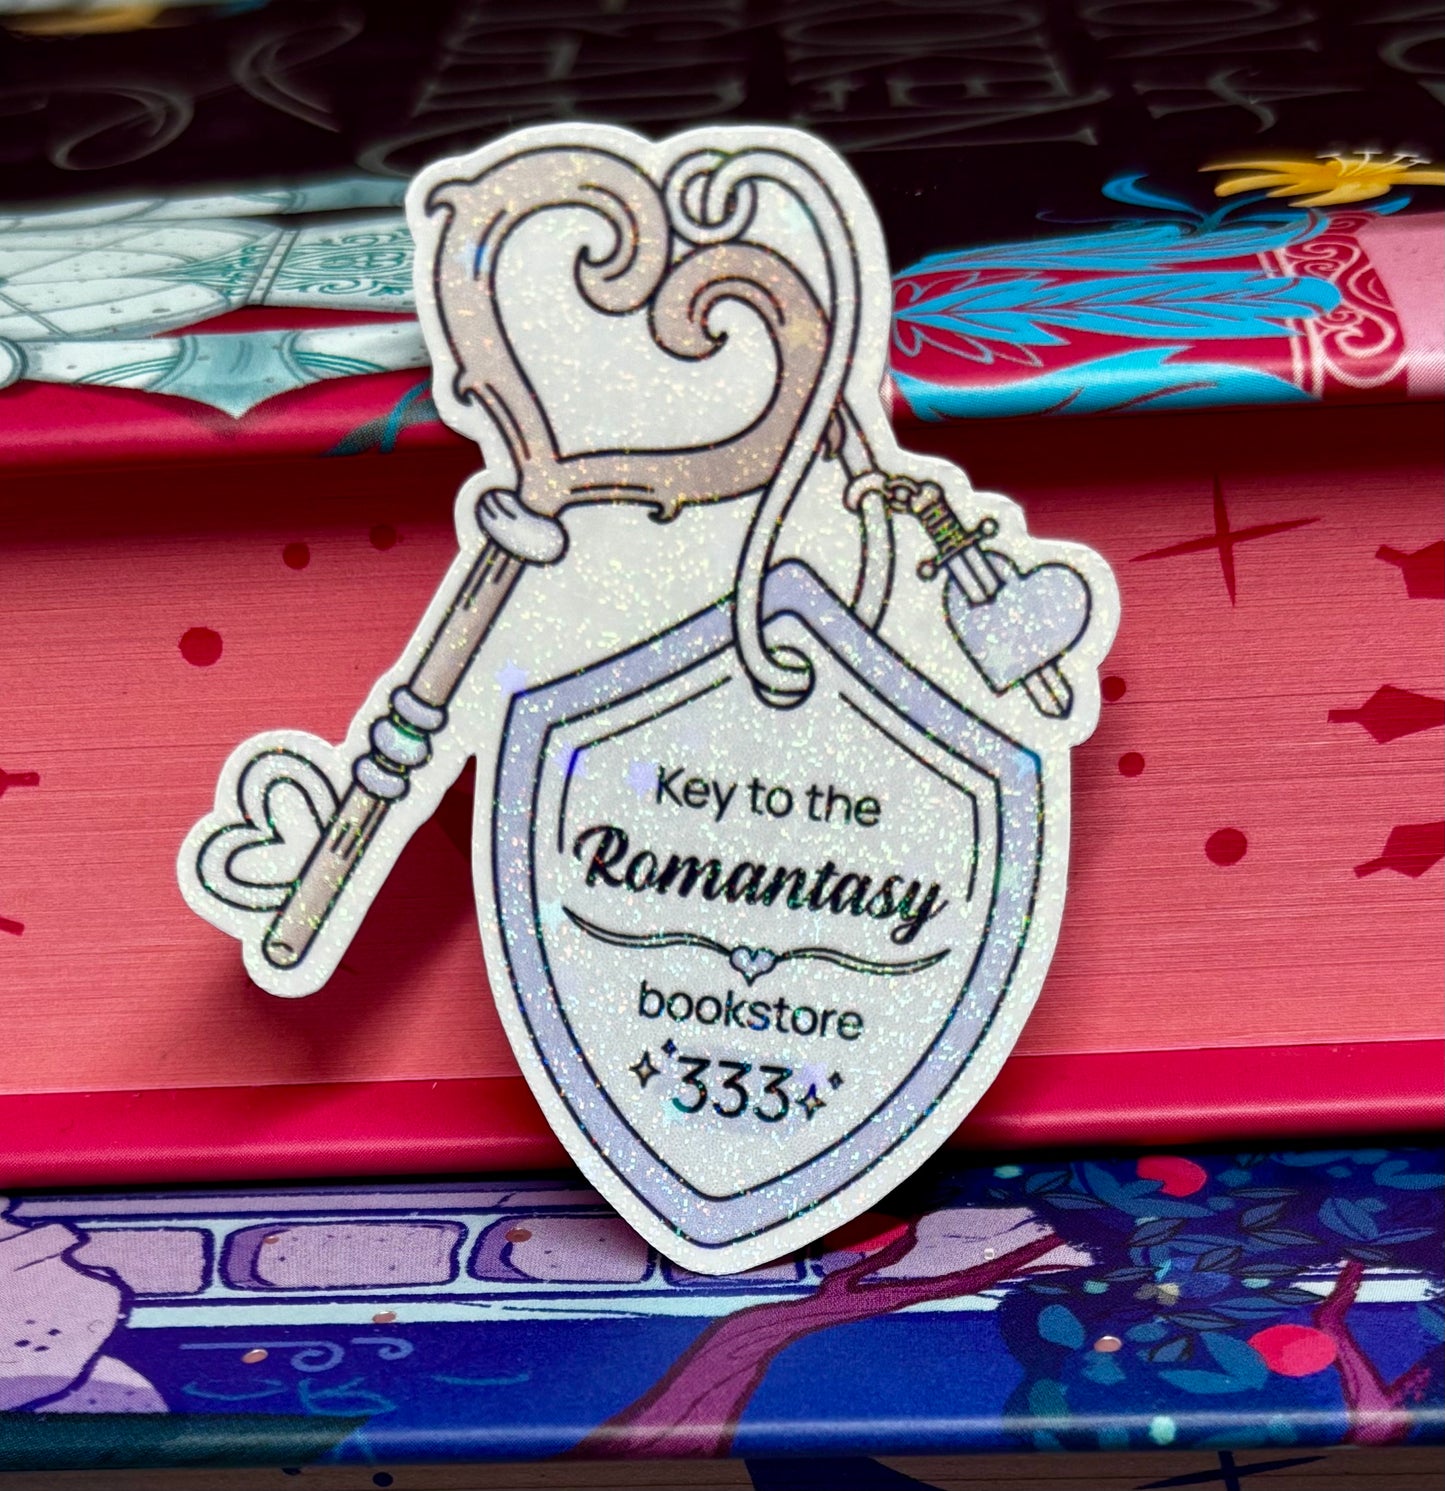 Key to the
Romantasy
bookstore
333